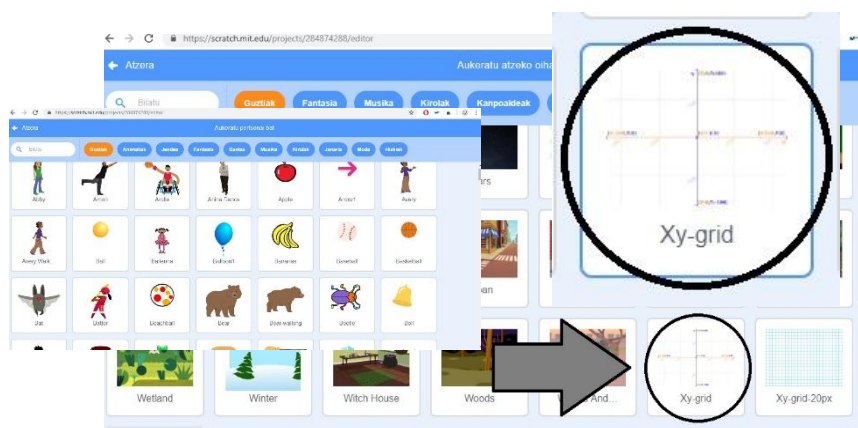 https://scratch.mit.edu/projects/284874288/editor
Atzera
Aukeratu atzeko oiha
Bilatu
Guztiak
Fantasia
Musika
Kirolak
Kanpoaldeak
Atzera
Aukeratu pertsonaia bat
Bilatu
Guztiak
Animalias
Jendea
Fantasia
Dantza
Musika
Kirolak
Janaria
Moda
Hizkiak
Abby
Amon
Andie
Anina Dance
Apple
Arrow1
Avery
Avery Walk
Ball
Ballerina
Balloon1
Bananas
Baseball
Basketball
Bat
Batter
Beachball
Bear
Bear-walking
Beetle
Bell
Xy-grid
Wetland
Winter
Witch House
Woods
And...
Xy-grid
Xy-grid-20px